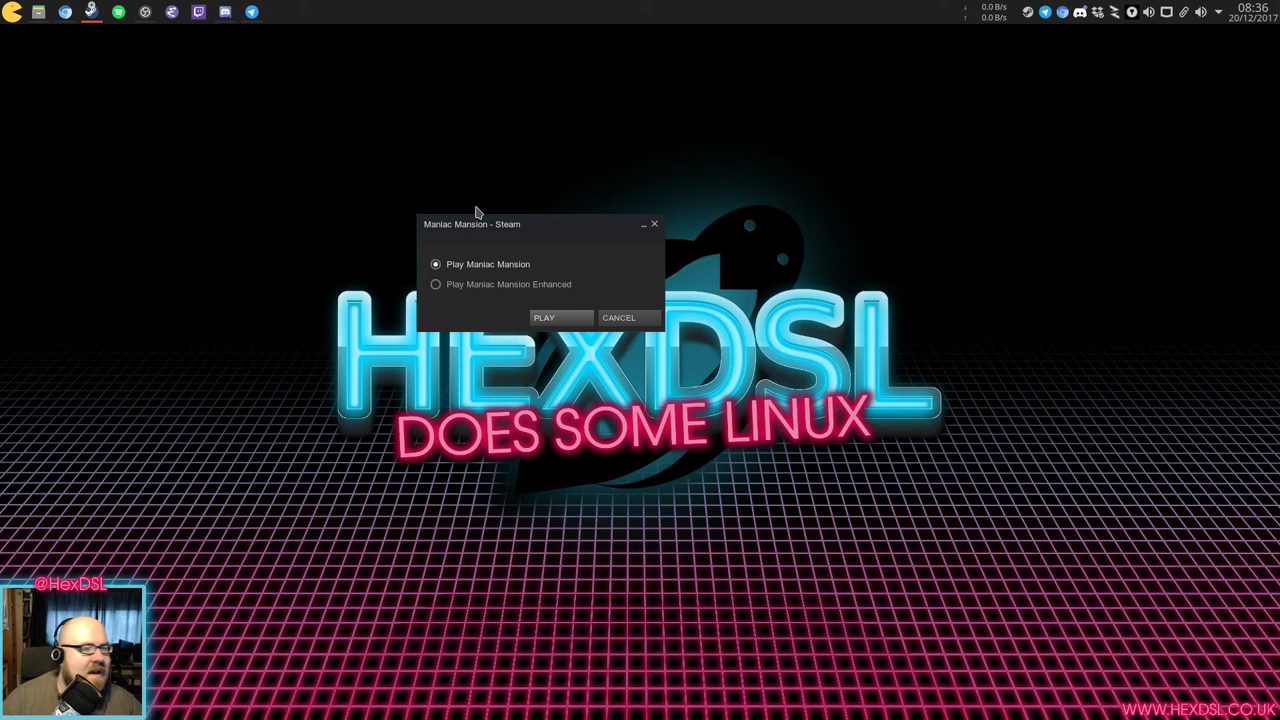 0.0 B/s
0.0 B/s
08:36
20/12/2017
Maniac Mansion - Steam
Play Maniac Mansion
Play Maniac Mansion Enhanced
PLAY
CANCEL
HEXDSL
DOES SOME LINUX
@HexDSL
WWW.HEXDSL.CO.UK